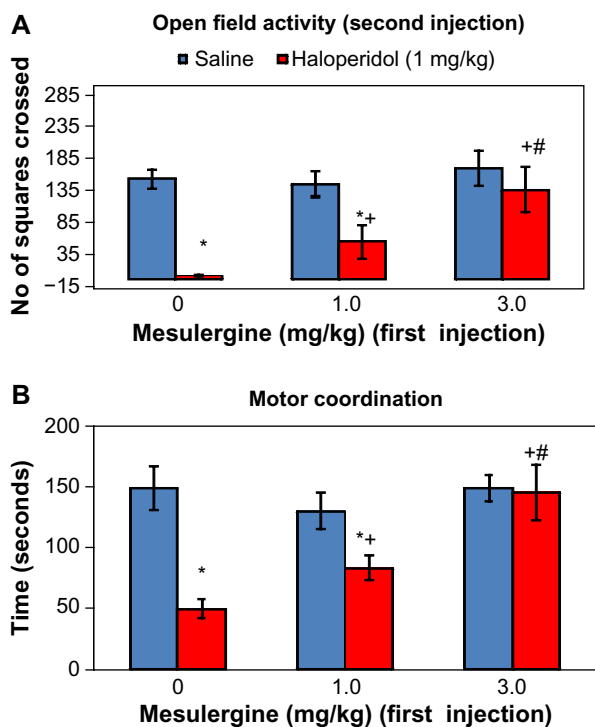 A
Open field activity (second injection)
Saline Haloperidol (1 mg/kg)
No of squares crossed
285
235
185
135
85
35
−15
*
*+
+#
0 1.0 3.0
Mesulergine (mg/kg) (first injection)
B
Motor coordination
Time (seconds)
200
150
100
50
0
*
*+
+#
0 1.0 3.0
Mesulergine (mg/kg) (first injection)